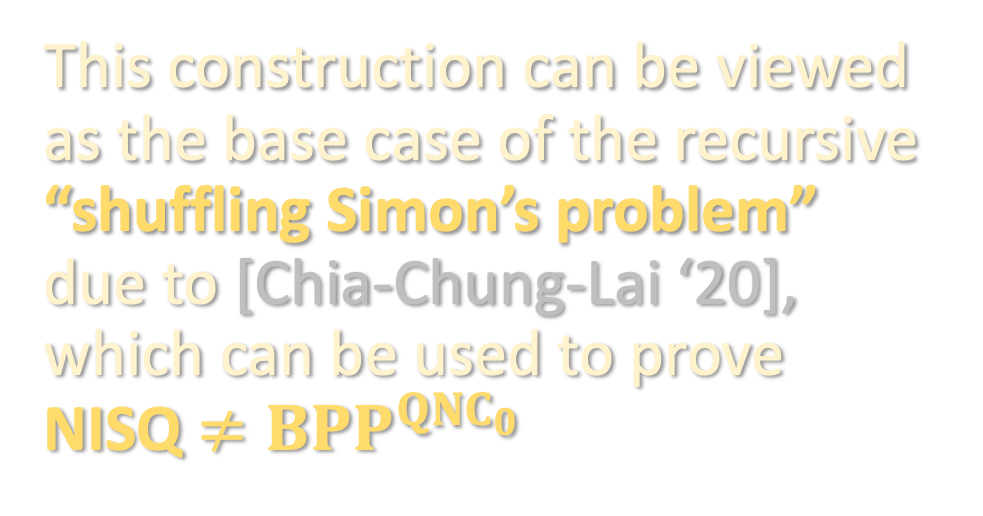 This construction can be viewed
as the base case of the recursive
“shuffling Simon’s problem”
due to [Chia-Chung-Lai ‘20],
which can be used to prove
NISQ ≠ BPP^QNC₀